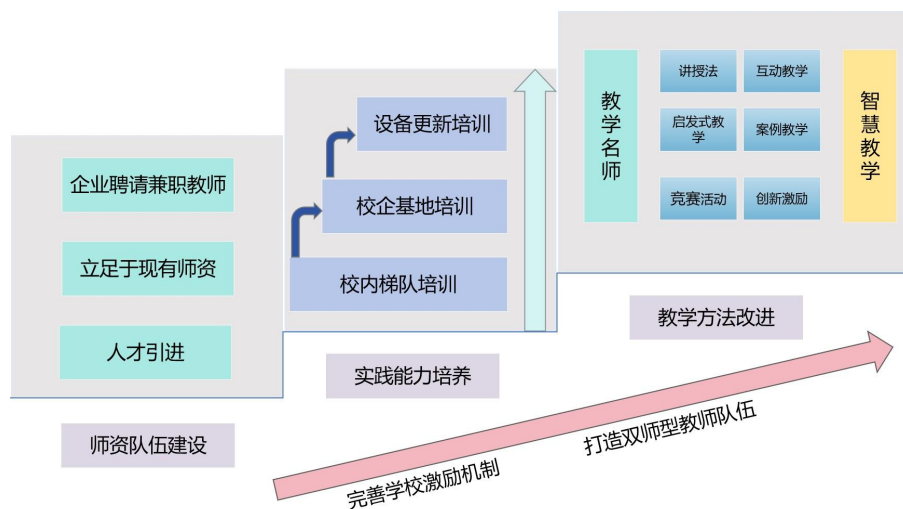 企业聘请兼职教师
立足于现有师资
人才引进
师资队伍建设
设备更新培训
校企基地培训
校内梯队培训
实践能力培养
教学名师
讲授法
互动教学
启发式教
学
案例教学
竞赛活动
创新激励
智慧教学
教学方法改进
完善学校激励机制
打造双师型教师队伍